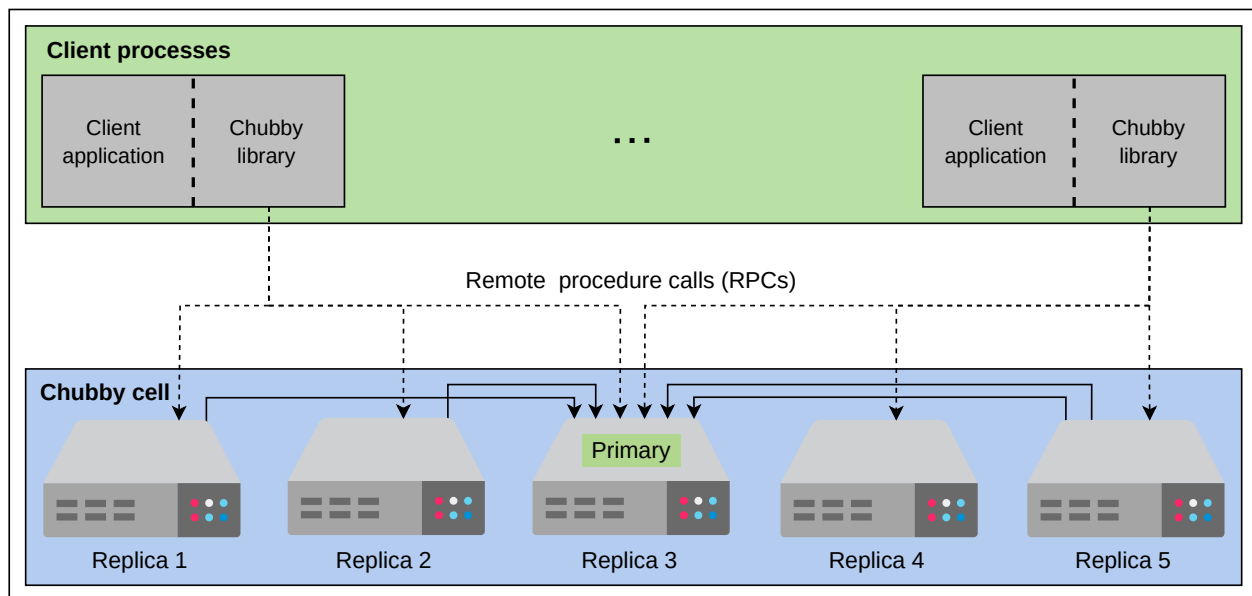 Client processes
Client
application
Chubby
library
...
Client
application
Chubby
library
Remote  procedure calls (RPCs)
Chubby cell
Primary
Replica 1
Replica 2
Replica 3
Replica 4
Replica 5